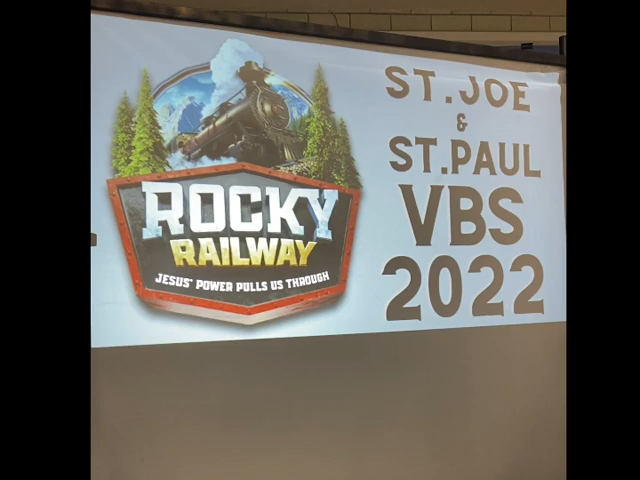 ROCKY
RAILWAY
JESUS' POWER PULLS US THROUGH
ST. JOE
&
ST. PAUL
VBS
2022